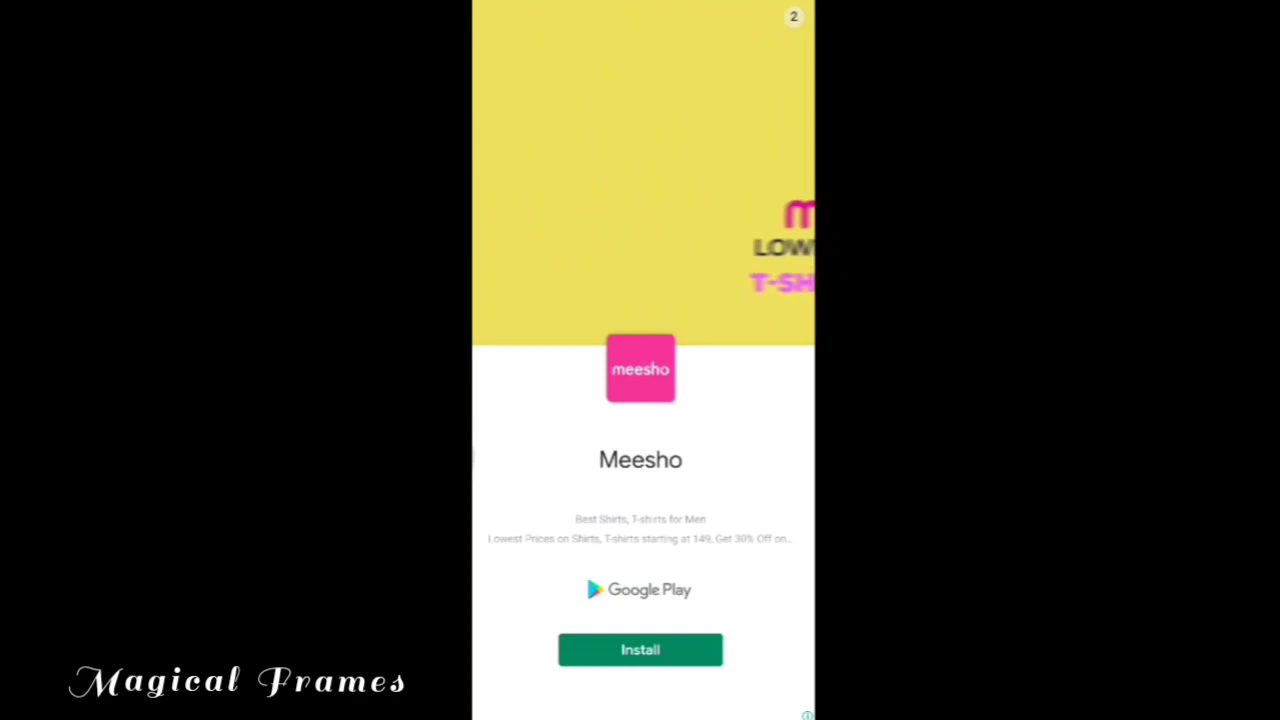 2
m
LOW
T-SH
meesho
Meesho
Best Shirts, T-shirts for Men
Lowest Prices on Shirts, T-shirts starting at 149, Get 30% Off on...
Google Play
Install
Magical Frames